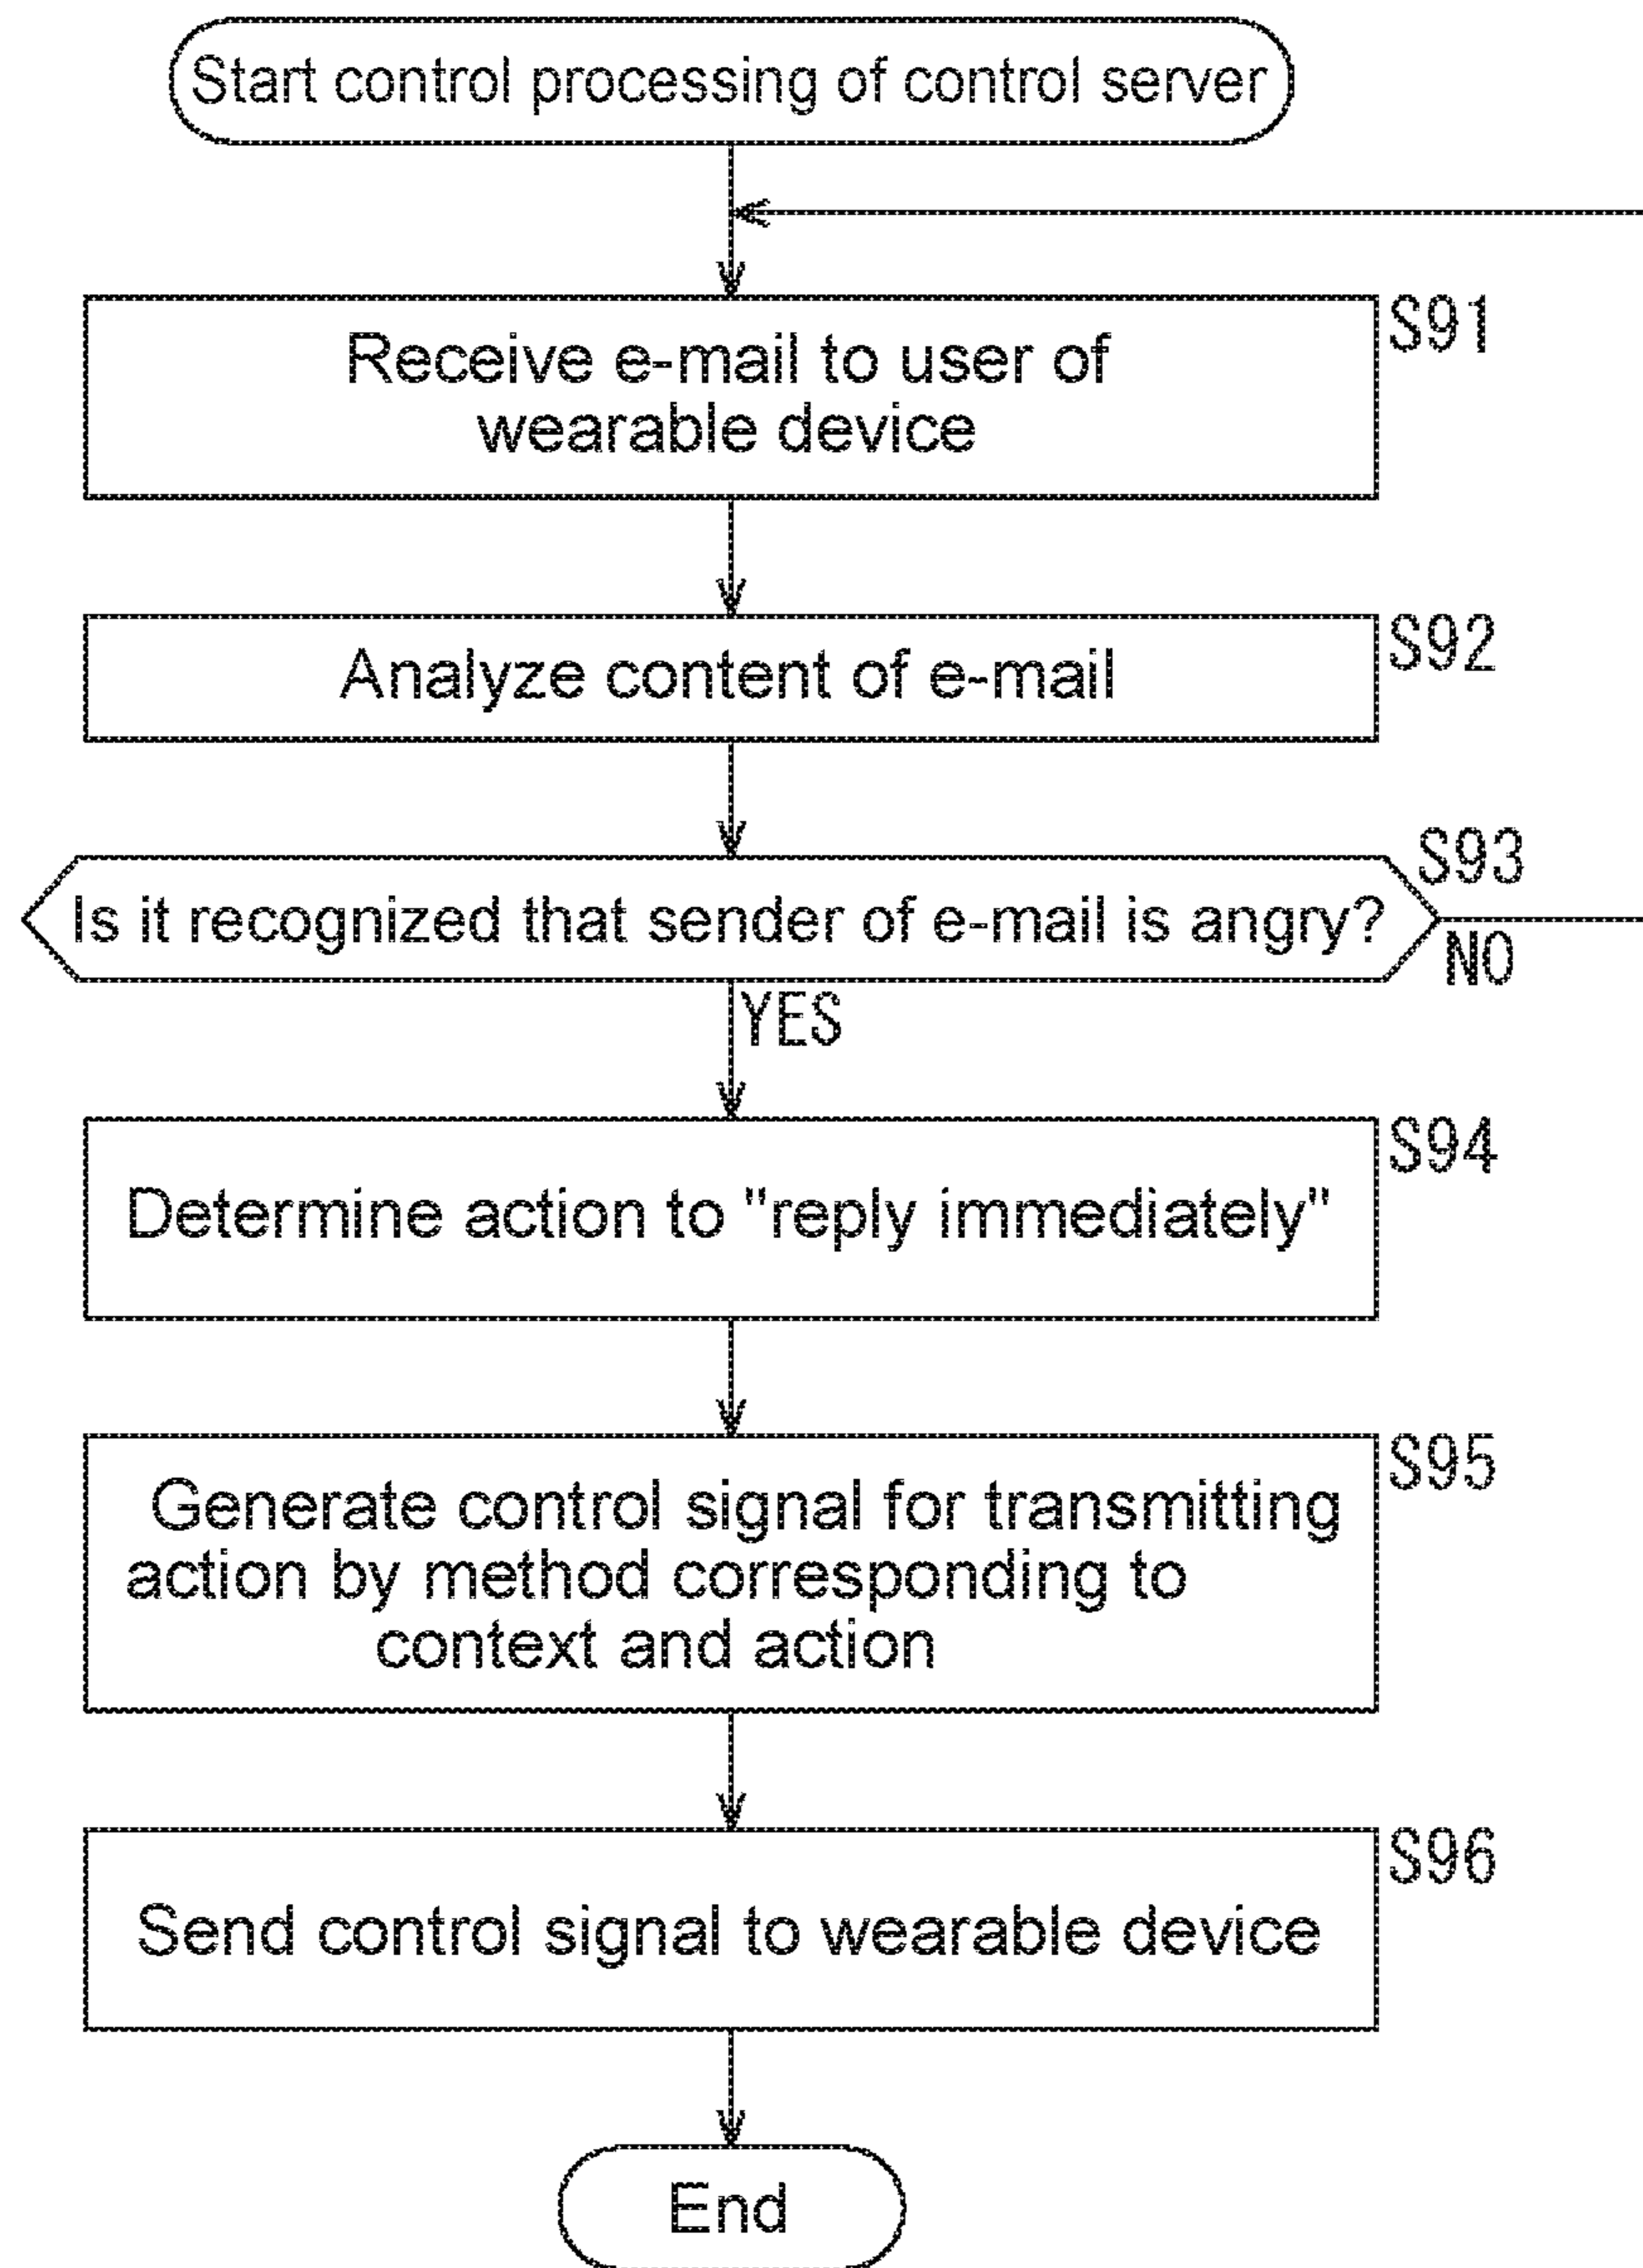 Start control processing of control server
S91
Receive e-mail to user of
wearable device
S92
Analyze content of e-mail
S93
Is it recognized that sender of e-mail is angry?
NO
YES
S94
Determine action to "reply immediately"
S95
Generate control signal for transmitting
action by method corresponding to
context and action
S96
Send control signal to wearable device
End